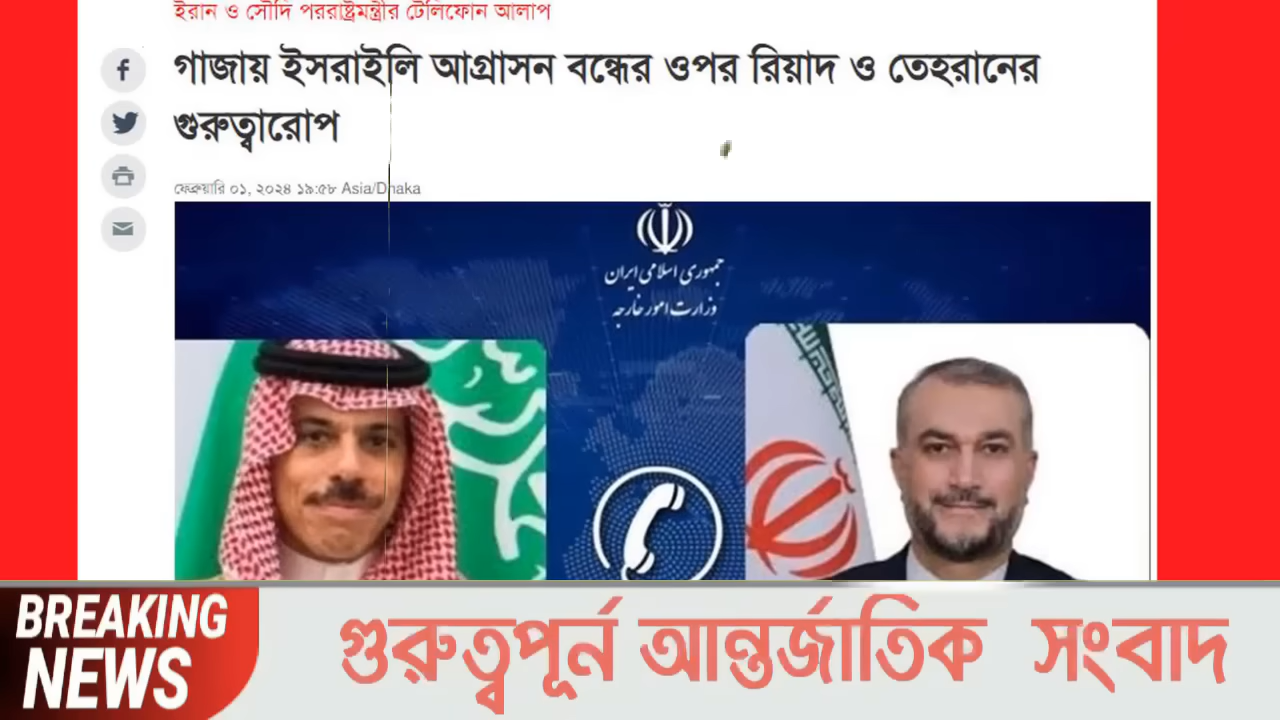 ইরান ও সৌদি পররাষ্ট্রমন্ত্রীর টেলিফোন আলাপ
গাজায় ইসরাইলি আগ্রাসন বন্ধের ওপর রিয়াদ ও তেহরানের
গুরুত্বারোপ
ফেব্রুয়ারি ০১, ২০২৪ ১৯:৫৮ Asia/Dhaka
جمهوری اسلامی ایران
وزارت امور خارجه
BREAKING
NEWS
গুরুত্বপূর্ন আন্তর্জাতিক সংবাদ